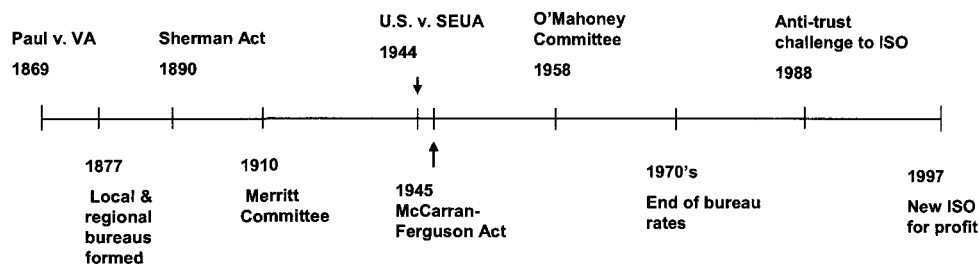 Paul v. VA
1869
Sherman Act
1890
U.S. v. SEUA
1944
O'Mahoney
Committee
1958
Anti-trust
challenge to ISO
1988
1877
Local &
regional
bureaus
formed
1910
Merritt
Committee
1945
McCarran-
Ferguson Act
1970's
End of bureau
rates
1997
New ISO
for profit